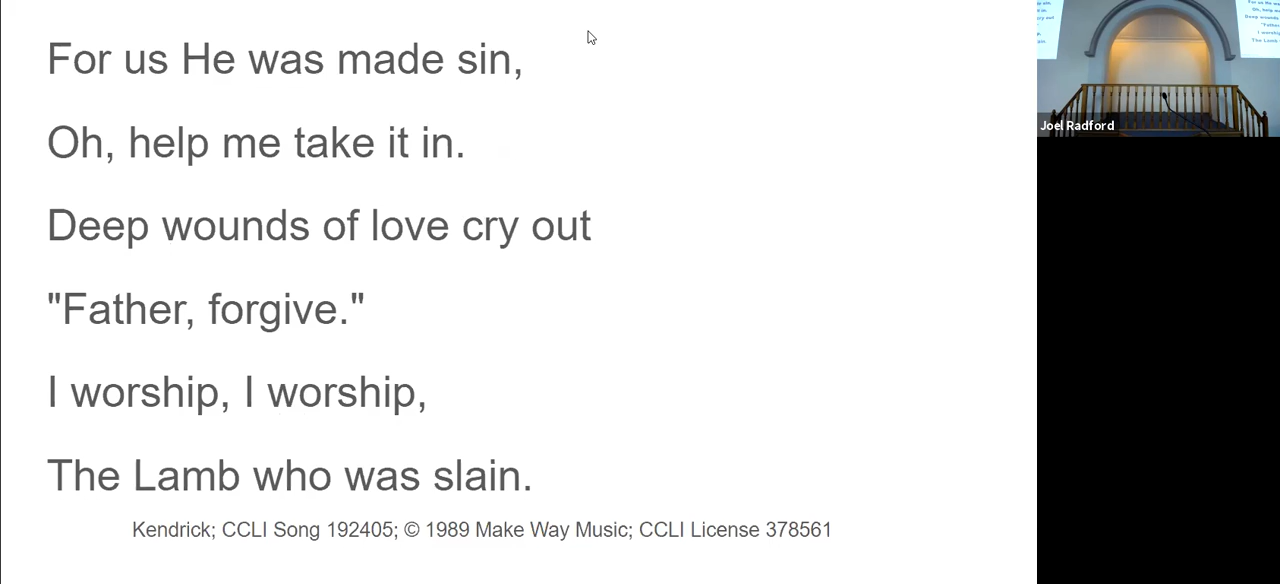 For us He was made sin,
Oh, help me take it in.
Deep wounds of love cry out
"Father, forgive."
I worship, I worship,
The Lamb who was slain.
Kendrick; CCLI Song 192405; © 1989 Make Way Music; CCLI License 378561
Joel Radford